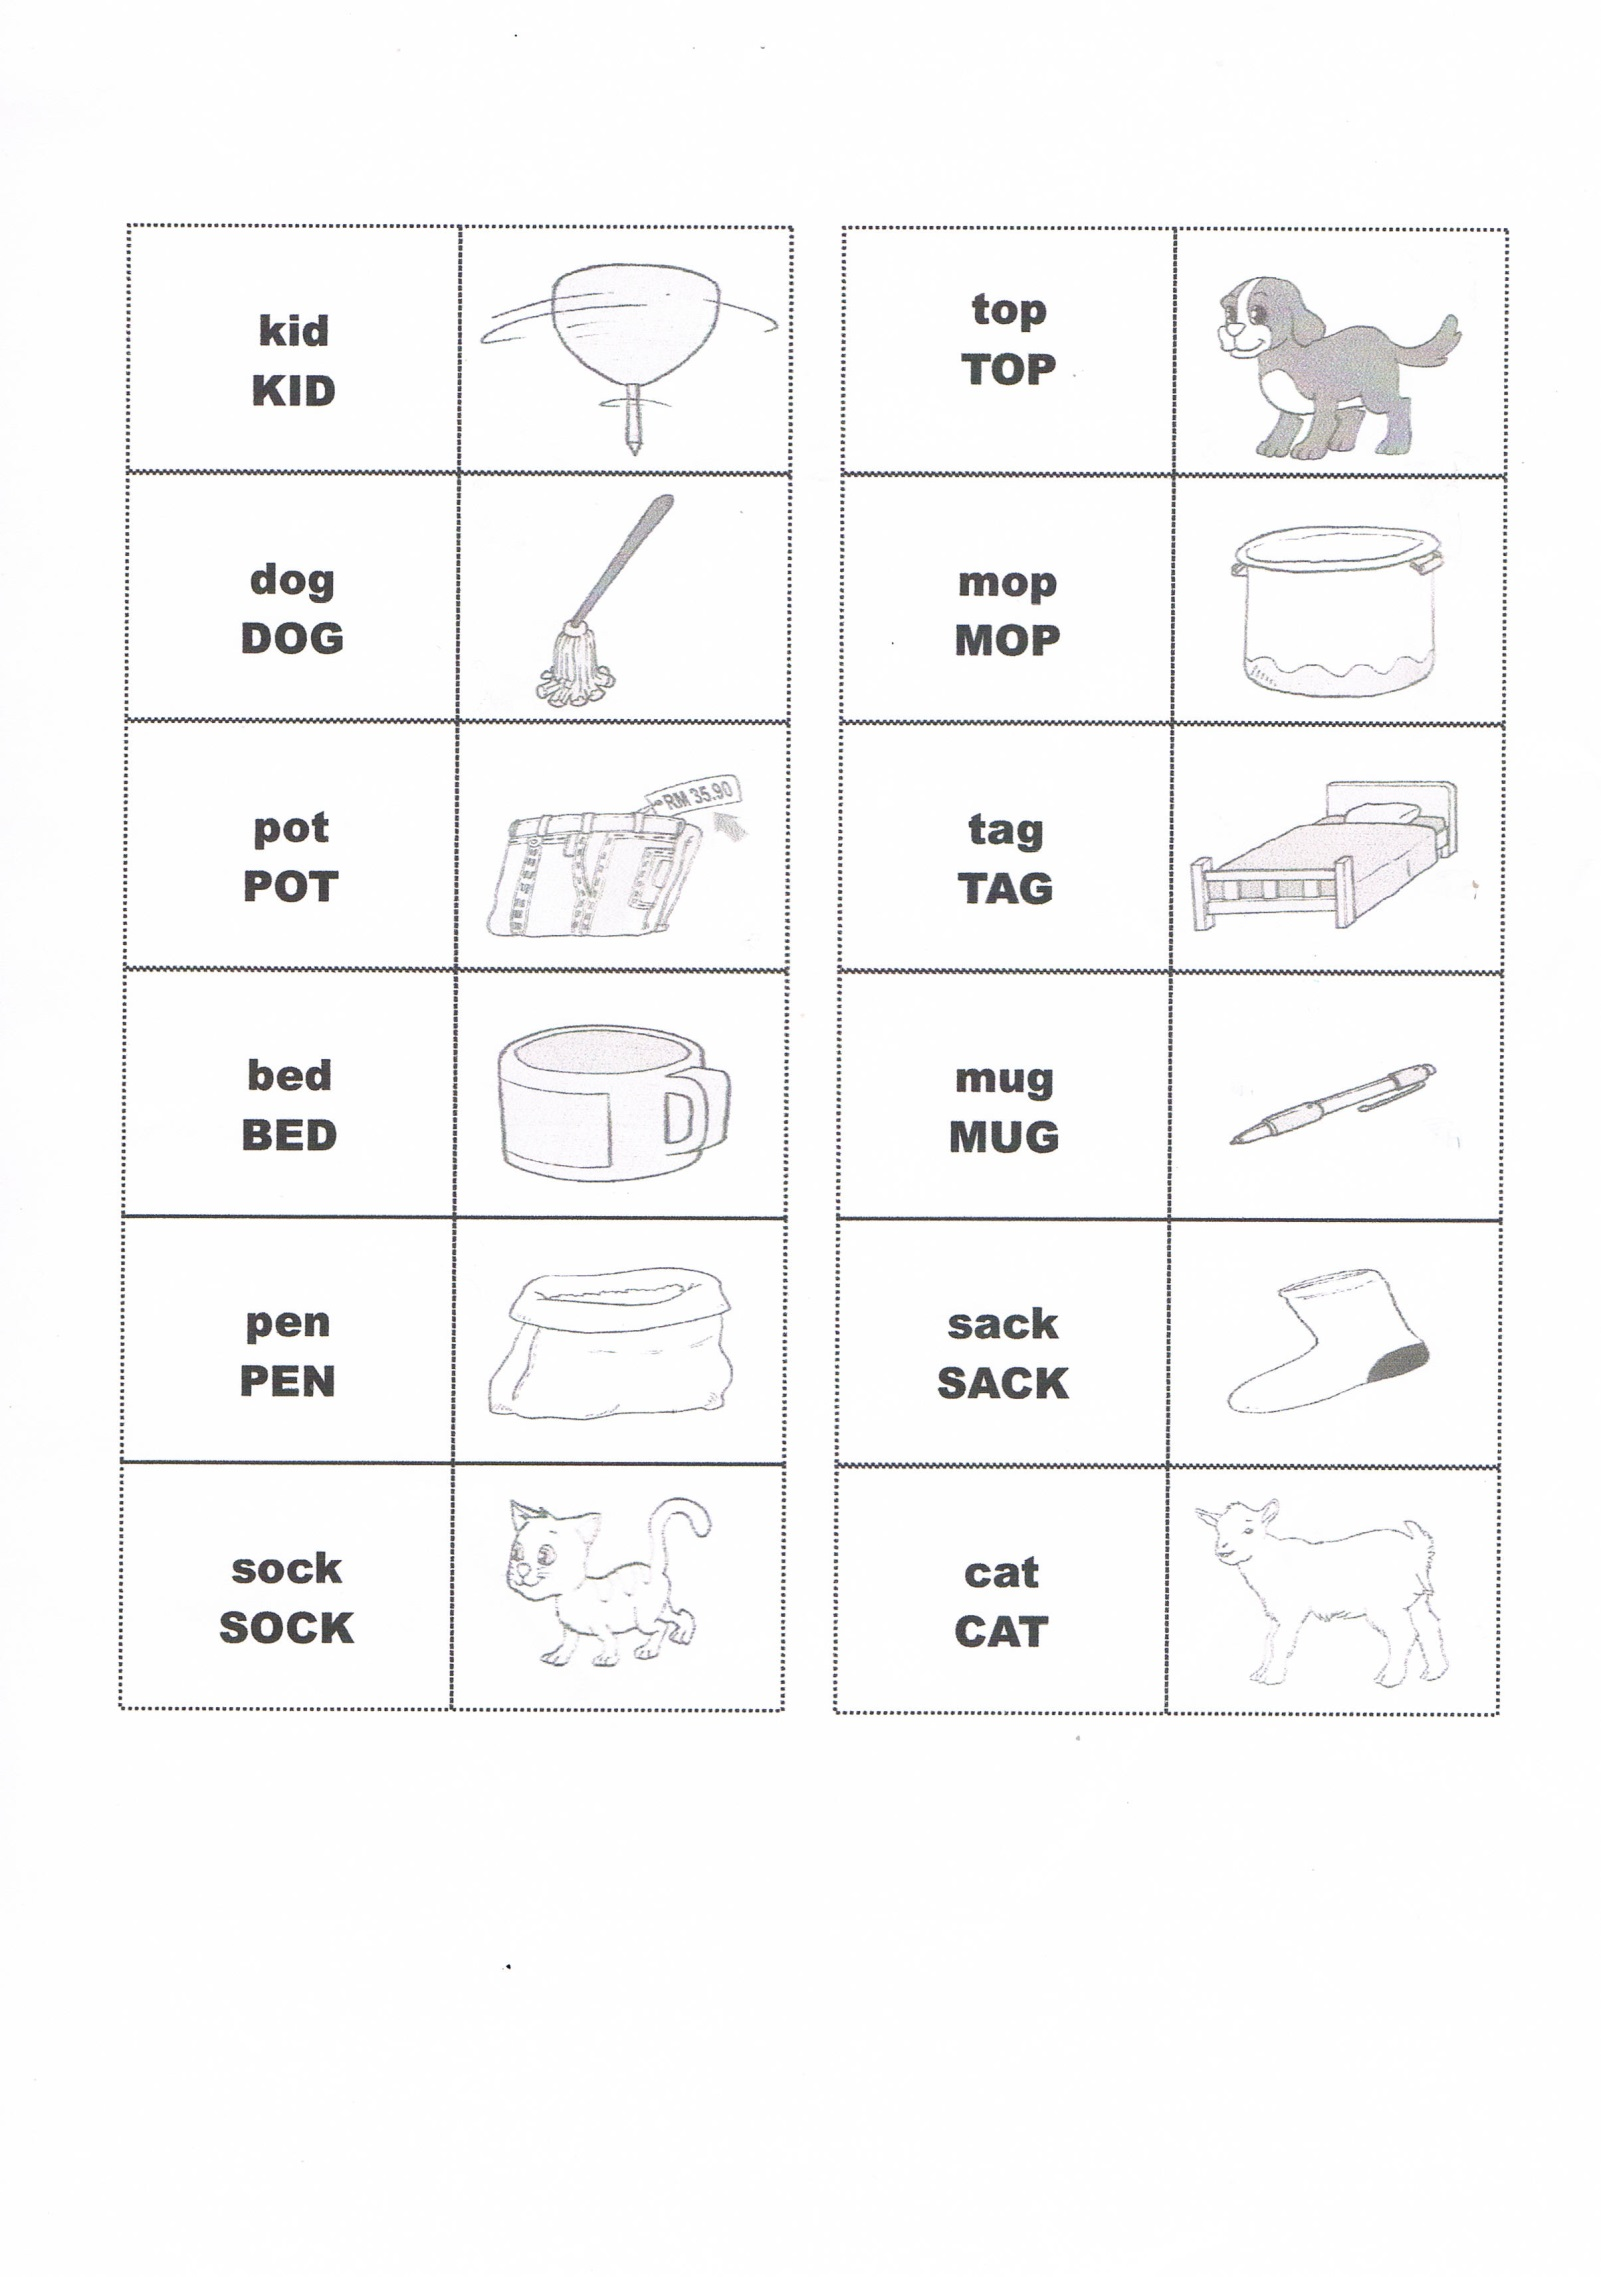 kid
KID
top
TOP
dog
DOG
mop
MOP
pot
POT
RM 35.90
tag
TAG
bed
BED
mug
MUG
pen
PEN
sack
SACK
sock
SOCK
cat
CAT